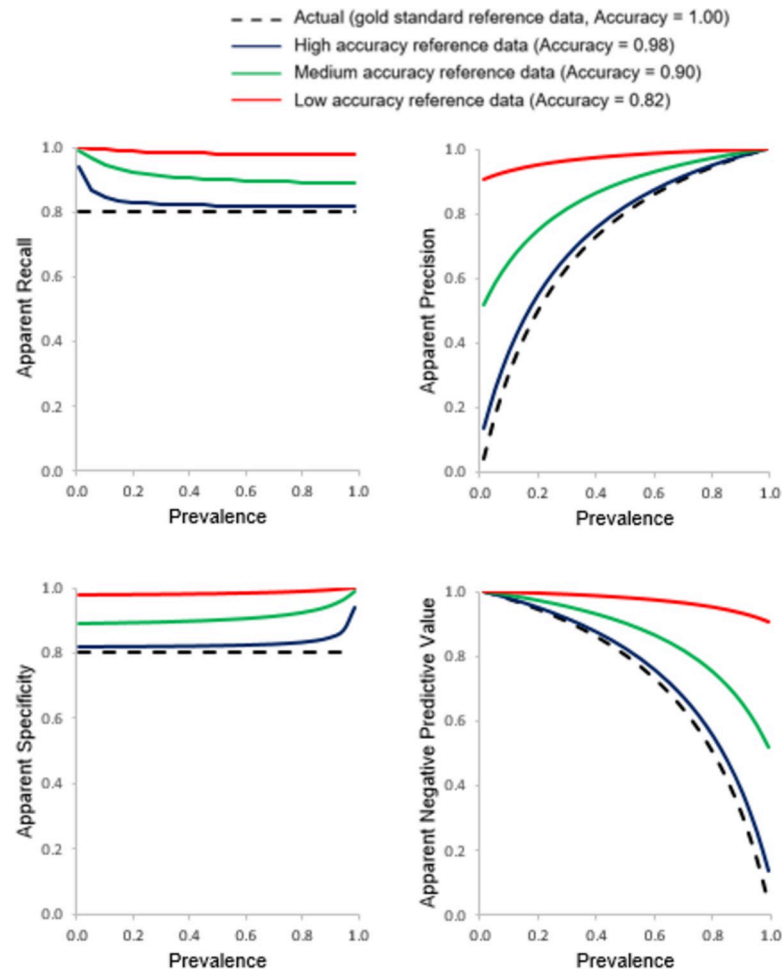 Actual (gold standard reference data, Accuracy = 1.00)
High accuracy reference data (Accuracy = 0.98)
Medium accuracy reference data (Accuracy = 0.90)
Low accuracy reference data (Accuracy = 0.82)
Apparent Recall
1.0
0.8
0.6
0.4
0.2
0.0
0.0 0.2 0.4 0.6 0.8 1.0
Prevalence
Apparent Precision
1.0
0.8
0.6
0.4
0.2
0.0
0.0 0.2 0.4 0.6 0.8 1.0
Prevalence
Apparent Specificity
1.0
0.8
0.6
0.4
0.2
0.0
0.0 0.2 0.4 0.6 0.8 1.0
Prevalence
Apparent Negative Predictive Value
1.0
0.8
0.6
0.4
0.2
0.0
0.0 0.2 0.4 0.6 0.8 1.0
Prevalence